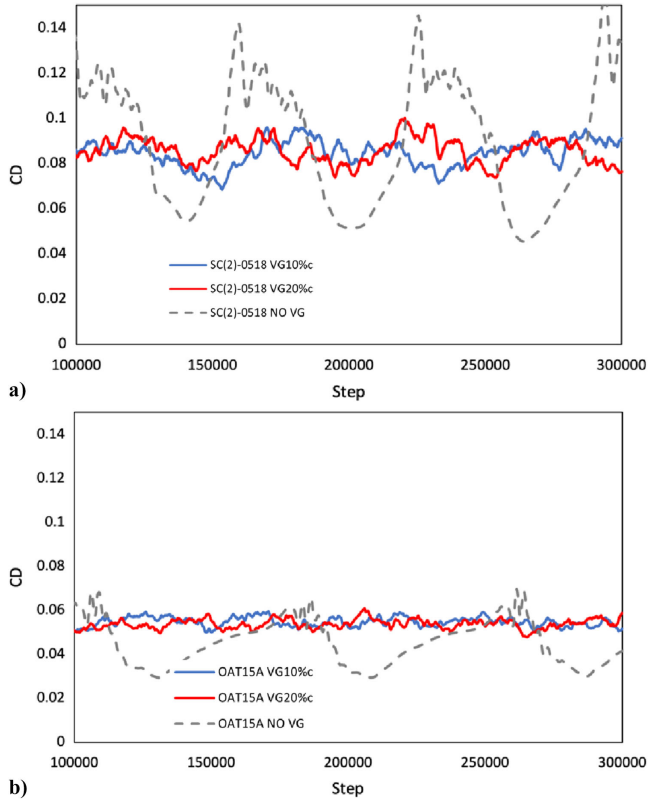 0.14
0.12
0.1
0.08
0.06
0.04
0.02
0
CD
SC(2)-0518 VG10%c
SC(2)-0518 VG20%c
SC(2)-0518 NO VG
100000 150000 200000 250000 300000
Step
a)
0.14
0.12
0.1
0.08
0.06
0.04
0.02
0
CD
OAT15A VG10%c
OAT15A VG20%c
OAT15A NO VG
100000 150000 200000 250000 300000
Step
b)